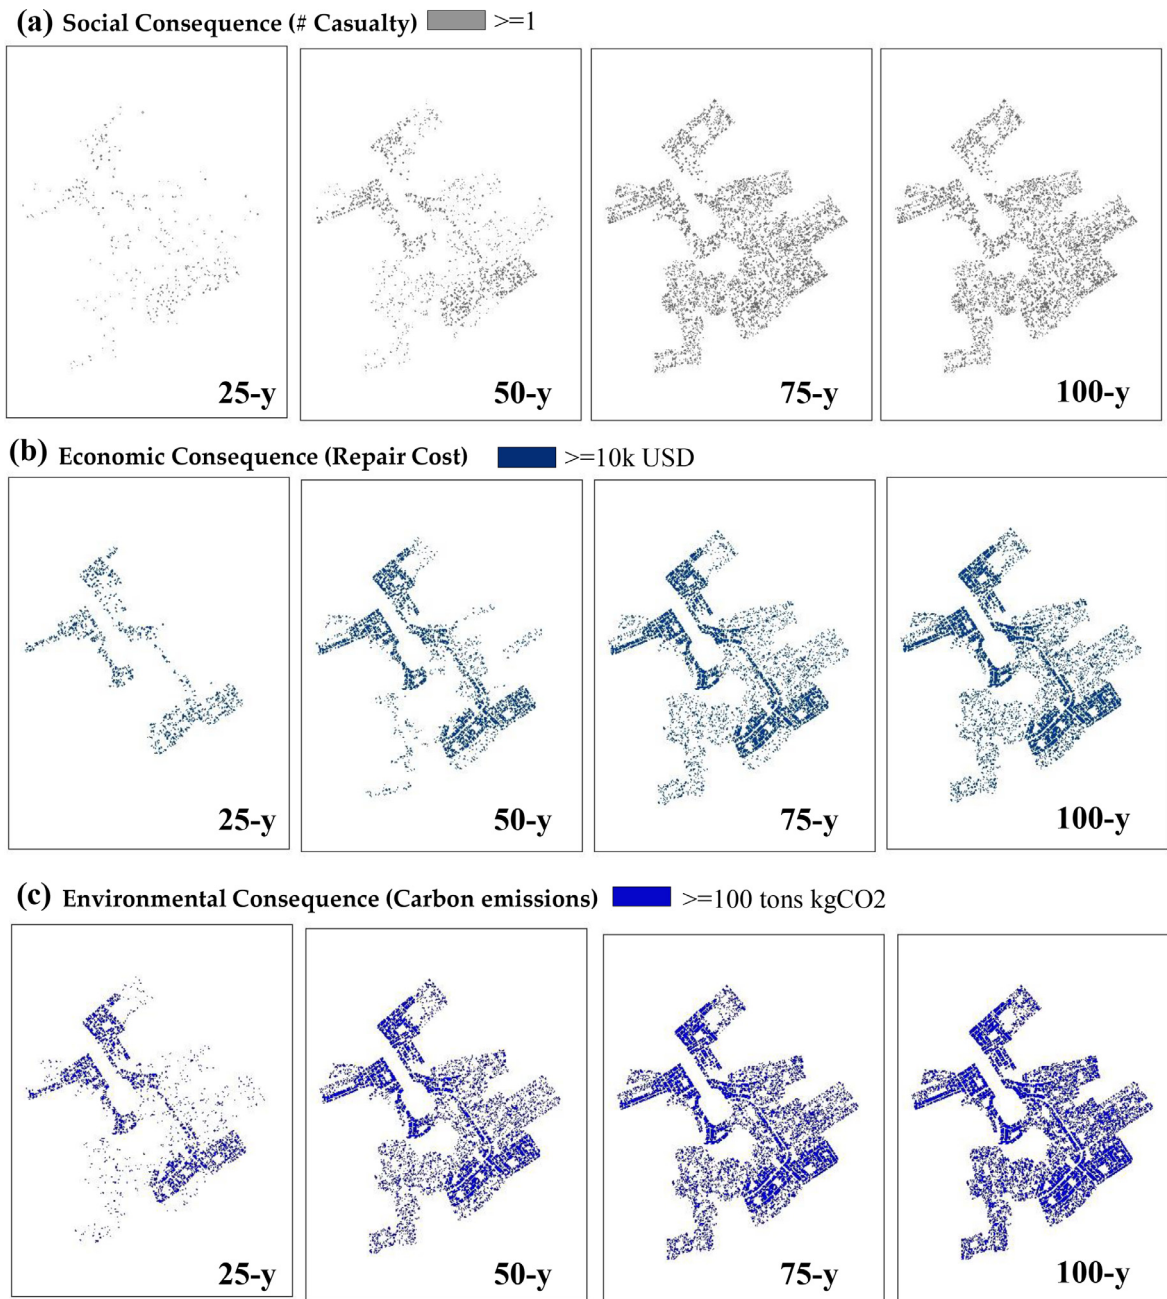 (a) Social Consequence (# Casualty) >=1
25-y 50-y 75-y 100-y
(b) Economic Consequence (Repair Cost) >=10k USD
25-y 50-y 75-y 100-y
(c) Environmental Consequence (Carbon emissions) >=100 tons kgCO2
25-y 50-y 75-y 100-y